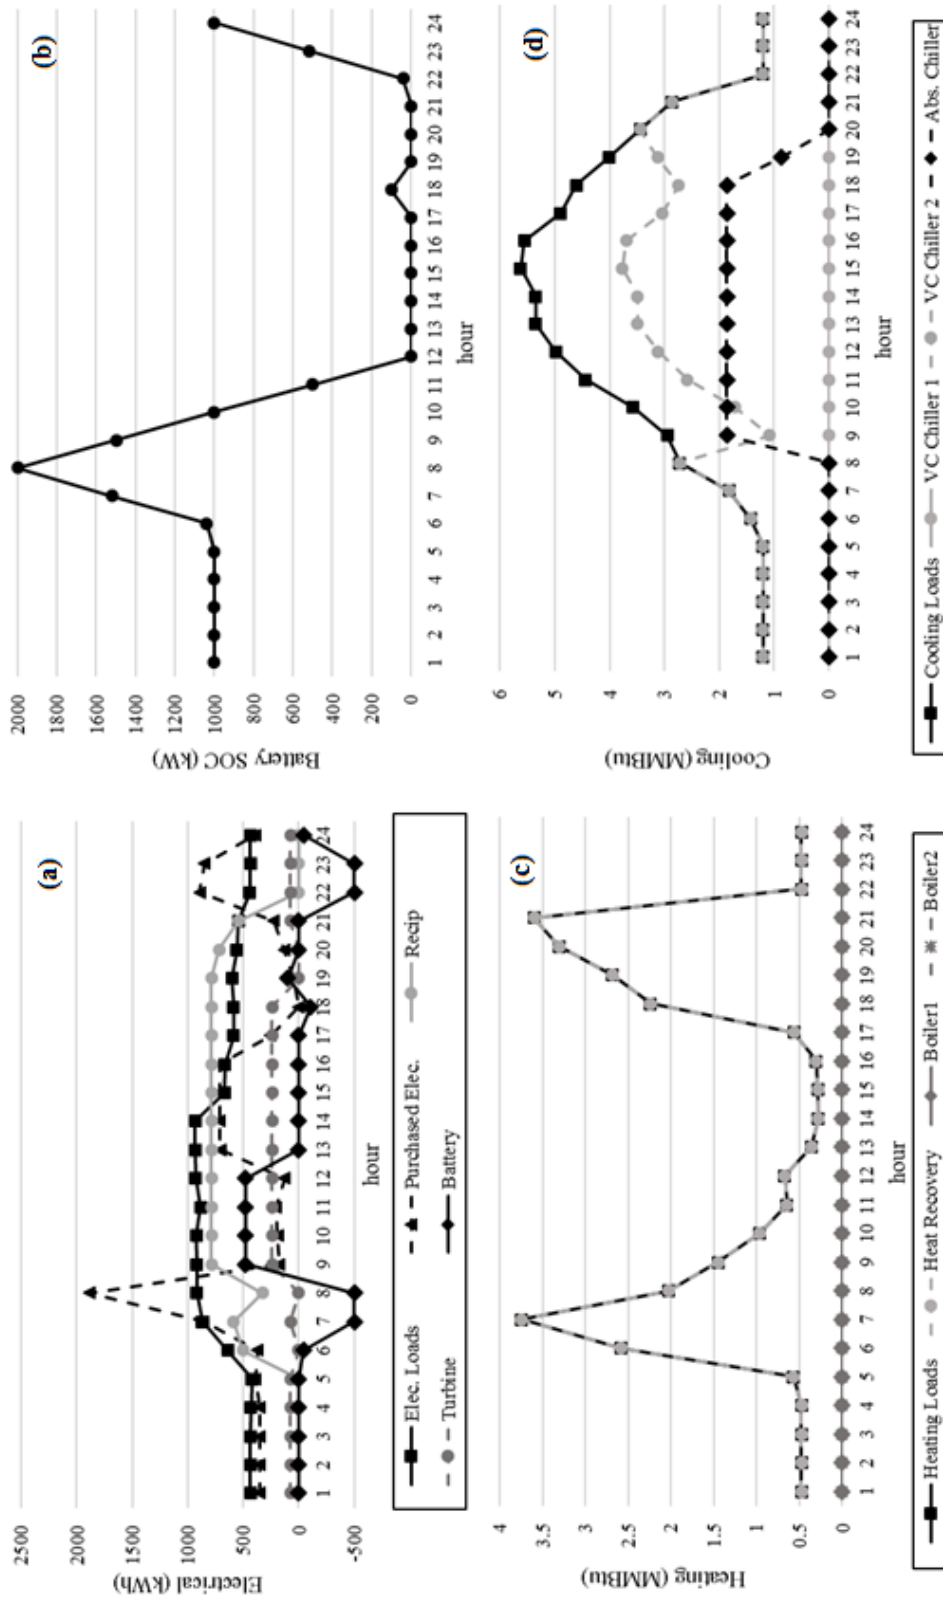 (a)
2500
2000
1500
1000
500
0
-500
Electrical (kWh)
1 2 3 4 5 6 7 8 9 10 11 12 13 14 15 16 17 18 19 20 21 22 23 24
hour
Elec. Loads Purchased Elec. Recip
Turbine Battery
(b)
2000
1800
1600
1400
1200
1000
800
600
400
200
0
Battery SOC (kW)
1 2 3 4 5 6 7 8 9 10 11 12 13 14 15 16 17 18 19 20 21 22 23 24
hour
(c)
4
3.5
3
2.5
2
1.5
1
0.5
0
Heating (MMBtu)
1 2 3 4 5 6 7 8 9 10 11 12 13 14 15 16 17 18 19 20 21 22 23 24
hour
Heating Loads Heat Recovery Boiler1 Boiler2
(d)
6
5
4
3
2
1
0
Cooling (MMBtu)
1 2 3 4 5 6 7 8 9 10 11 12 13 14 15 16 17 18 19 20 21 22 23 24
hour
Cooling Loads VC Chiller 1 VC Chiller 2 Abs. Chiller